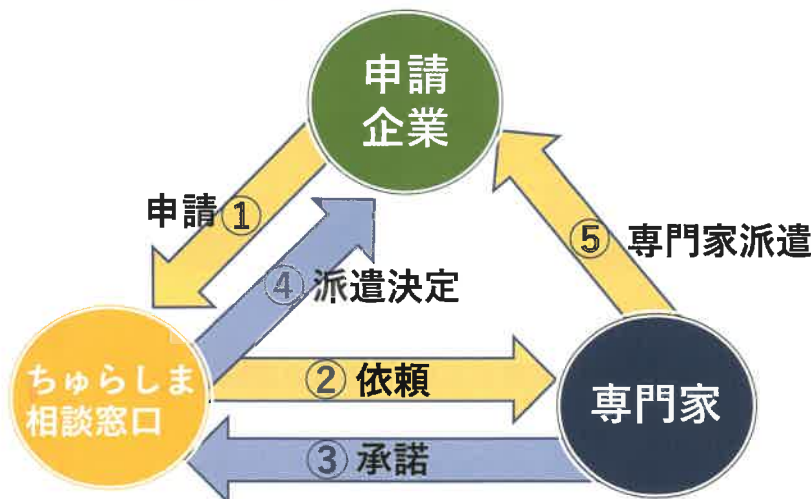 申請
企業
申請①
⑤ 専門家派遣
④ 派遣決定
ちゅらしま
相談窓口
② 依頼
専門家
③ 承諾